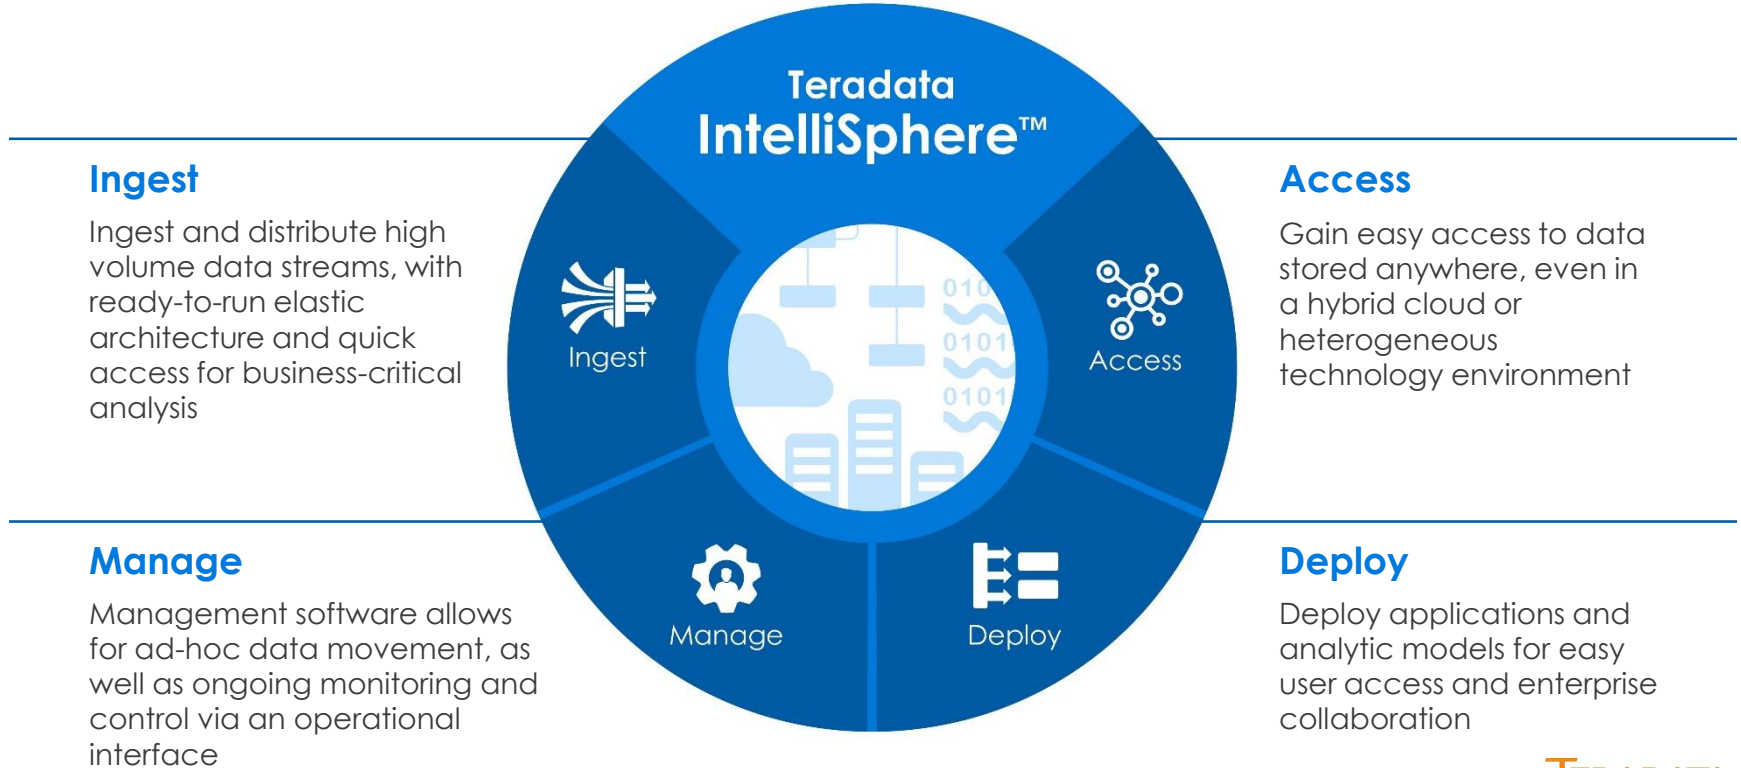 Teradata
IntelliSphere™
Ingest
Ingest and distribute high
volume data streams, with
ready-to-run elastic
architecture and quick
access for business-critical
analysis
Access
Gain easy access to data
stored anywhere, even in
a hybrid cloud or
heterogeneous
technology environment
Ingest
Access
010
0101
0101
Manage
Management software allows
for ad-hoc data movement, as
well as ongoing monitoring and
control via an operational
interface
Manage
Deploy
Deploy
Deploy applications and
analytic models for easy
user access and enterprise
collaboration